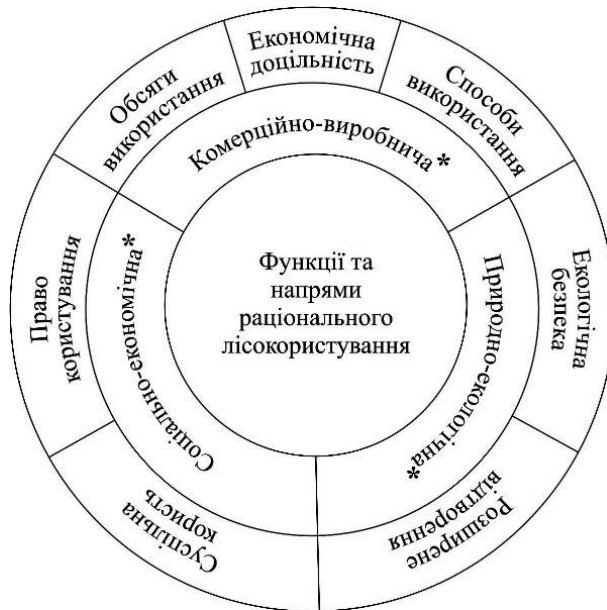 Економічна
доцільність
Способи
використання
Екологічна
безпека
Розширене
відтворення
Суспільна
користь
Право
користування
Обсяги
використання
Комерційно-виробнича*
Природно-екологічна*
Соціально-економічна*
Функції та
напрями
раціонального
лісокористування